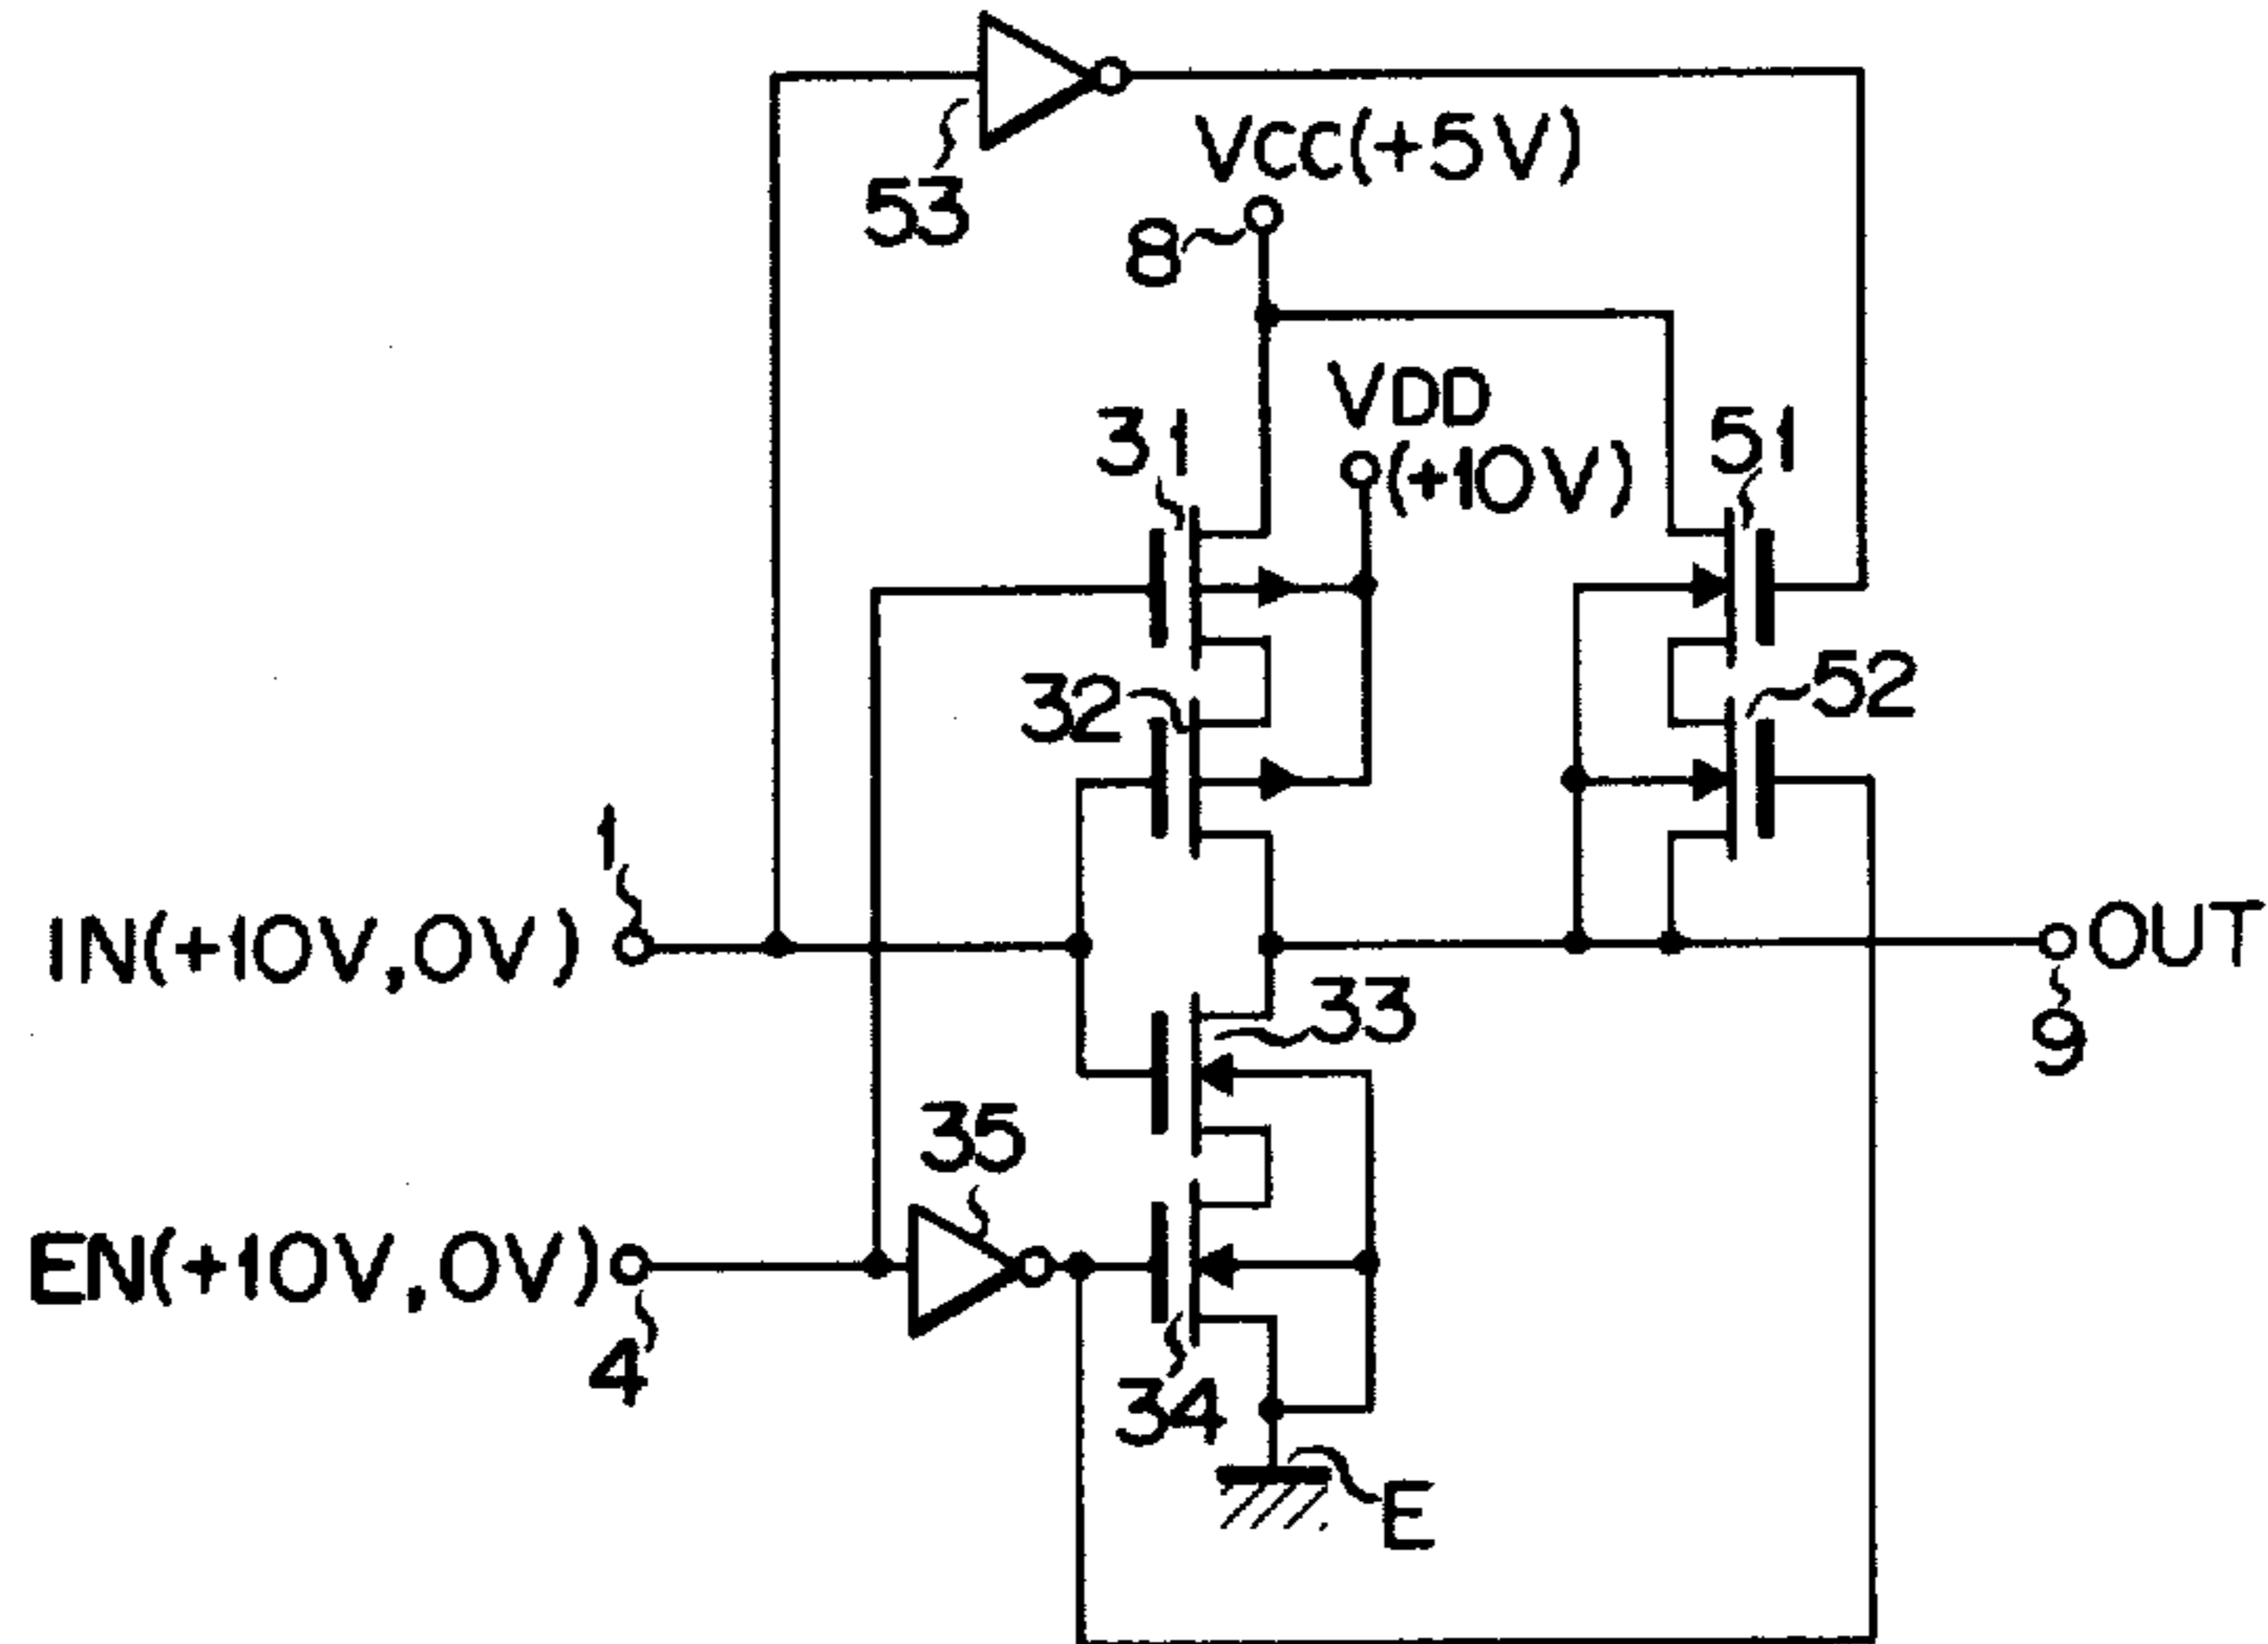 53
VCC(+5V)
8
VDD
(+10V)
31
51
32
52
1
IN(+10V,0V)
OUT
33
9
35
EN(+10V,0V)
4
34
E